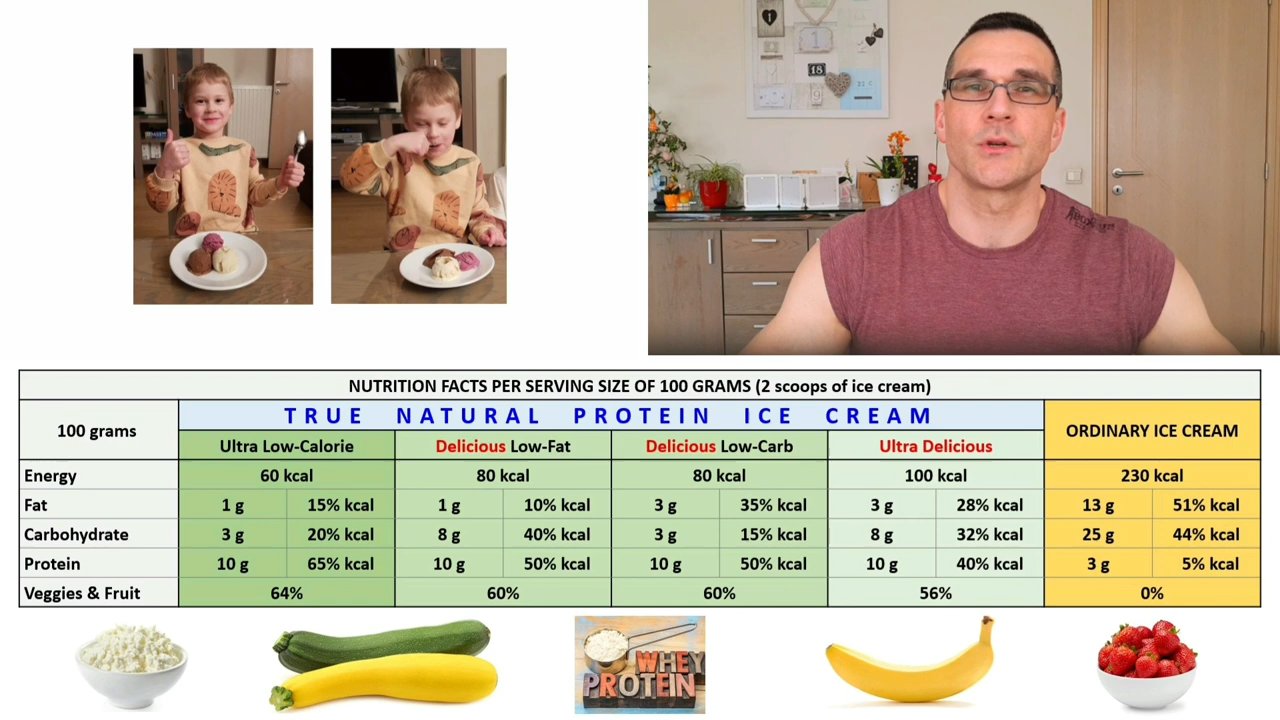 18
NUTRITION FACTS PER SERVING SIZE OF 100 GRAMS (2 scoops of ice cream)
100 grams
TRUE NATURAL PROTEIN ICE CREAM
ORDINARY ICE CREAM
Ultra Low-Calorie Delicious Low-Fat Delicious Low-Carb Ultra Delicious
Energy 60 kcal 80 kcal 80 kcal 100 kcal 230 kcal
Fat 1 g 15% kcal 1 g 10% kcal 3 g 35% kcal 3 g 28% kcal 13 g 51% kcal
Carbohydrate 3 g 20% kcal 8 g 40% kcal 3 g 15% kcal 8 g 32% kcal 25 g 44% kcal
Protein 10 g 65% kcal 10 g 50% kcal 10 g 50% kcal 10 g 40% kcal 3 g 5% kcal
Veggies & Fruit 64% 60% 60% 56% 0%
WHEY
PROTEIN